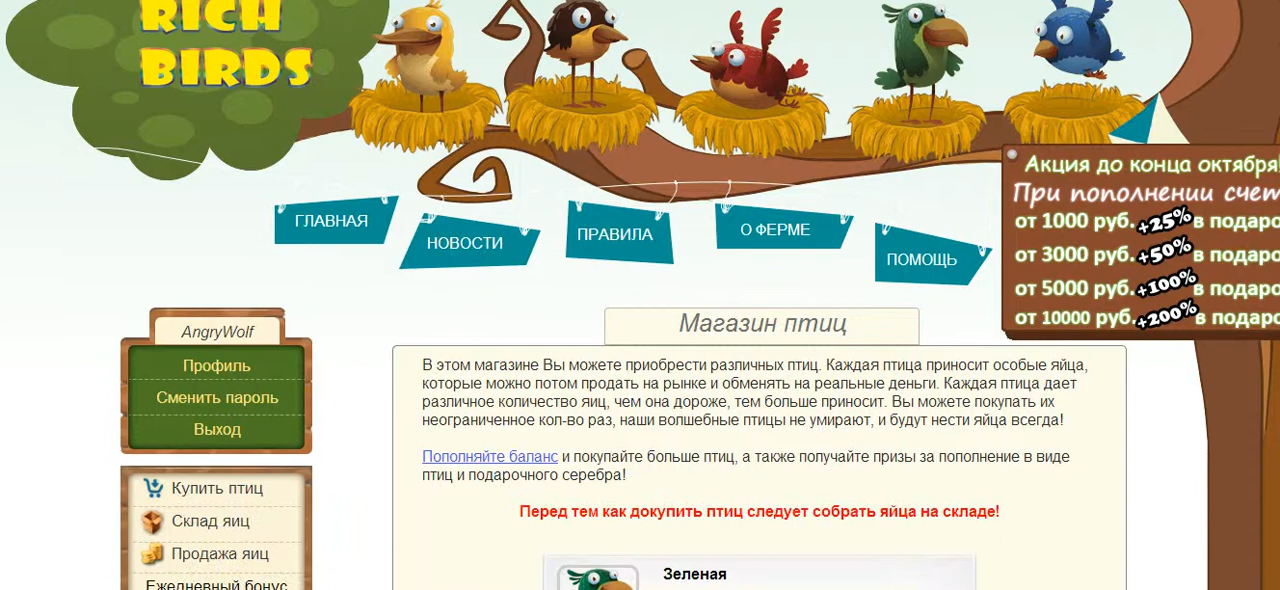 RICH
BIRDS
ГЛАВНАЯ
НОВОСТИ
ПРАВИЛА
О ФЕРМЕ
ПОМОЩЬ
Акция до конца октября!
При пополнении
от 1000 руб. +25% в
от 3000 руб. +50% в
от 5000 руб. +100% в
от 10000 руб. +200% в
AngryWolf
Профиль
Сменить пароль
Выход
Купить птиц
Склад яиц
Продажа яиц
Ежедневный бонус
Магазин птиц
В этом магазине Вы можете приобрести различных птиц. Каждая птица приносит особые яйца,
которые можно потом продать на рынке и обменять на реальные деньги. Каждая птица дает
различное количество яиц, чем она дороже, тем больше приносит. Вы можете покупать их
неограниченное кол-во раз, наши волшебные птицы не умирают, и будут нести яйца всегда!
Пополняйте баланс и покупайте больше птиц, а также получайте призы за пополнение в виде
птиц и подарочного серебра!
Перед тем как докупить птиц следует собрать яйца на складе!
Зеленая